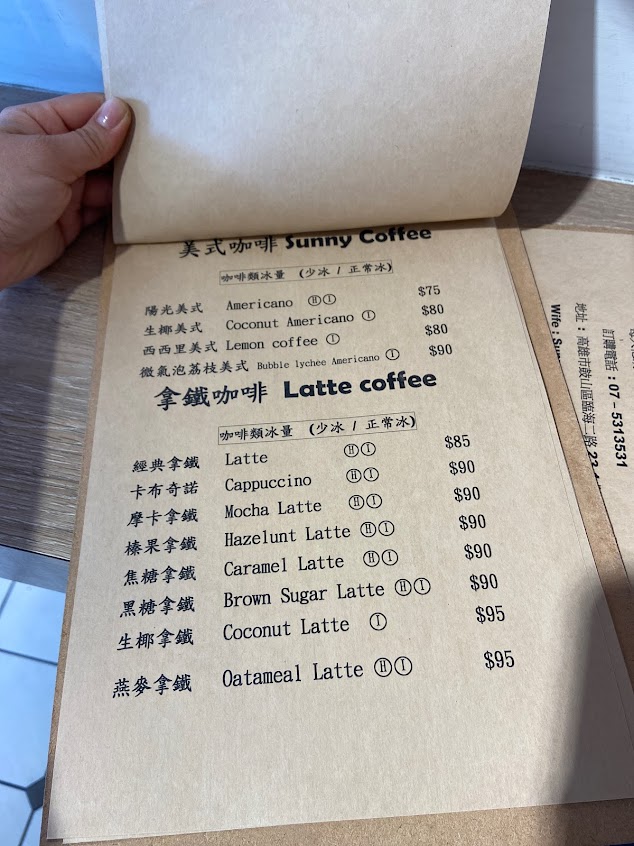 美式咖啡 Sunny Coffee
咖啡類冰量 (少冰 / 正常冰)
陽光美式 Americano Ⓗ Ⓘ $75
生椰美式 Coconut Americano Ⓘ $80
西西里美式 Lemon coffee Ⓘ $80
微氣泡荔枝美式 Bubble lychee Americano Ⓘ $90
拿鐵咖啡 Latte coffee
咖啡類冰量 (少冰 / 正常冰)
經典拿鐵 Latte Ⓗ Ⓘ $85
卡布奇諾 Cappuccino Ⓗ Ⓘ $90
摩卡拿鐵 Mocha Latte Ⓗ Ⓘ $90
榛果拿鐵 Hazelunt Latte Ⓗ Ⓘ $90
焦糖拿鐵 Caramel Latte Ⓗ Ⓘ $90
黑糖拿鐵 Brown Sugar Latte Ⓗ Ⓘ $90
生椰拿鐵 Coconut Latte Ⓘ $95
燕麥拿鐵 Oatameal Latte Ⓗ Ⓘ $95
訂購電話：07－5313531
地址：高雄市鼓山區臨海二路 23
Wife：Sun